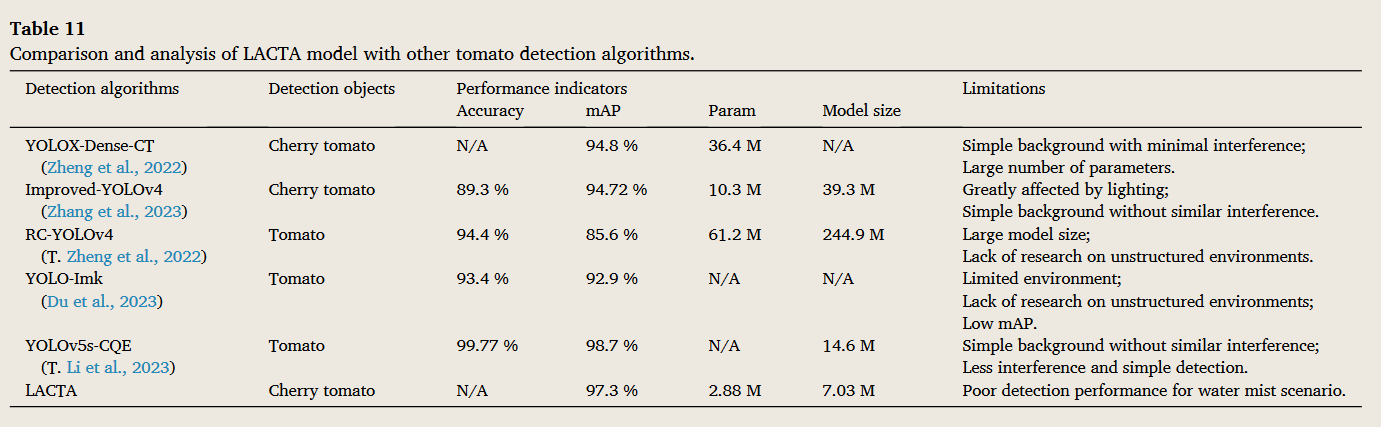 Table 11
Comparison and analysis of LACTA model with other tomato detection algorithms.
Detection algorithms Detection objects Performance indicators Limitations
Accuracy mAP Param Model size
YOLOX-Dense-CT Cherry tomato N/A 94.8 % 36.4 M N/A Simple background with minimal interference;
(Zheng et al., 2022) Large number of parameters.
Improved-YOLOv4 Cherry tomato 89.3 % 94.72 % 10.3 M 39.3 M Greatly affected by lighting;
(Zhang et al., 2023) Simple background without similar interference.
RC-YOLOv4 Tomato 94.4 % 85.6 % 61.2 M 244.9 M Large model size;
(T. Zheng et al., 2022) Lack of research on unstructured environments.
YOLO-Imk Tomato 93.4 % 92.9 % N/A N/A Limited environment;
(Du et al., 2023) Lack of research on unstructured environments;
Low mAP.
YOLOv5s-CQE Tomato 99.77 % 98.7 % N/A 14.6 M Simple background without similar interference;
(T. Li et al., 2023) Less interference and simple detection.
LACTA Cherry tomato N/A 97.3 % 2.88 M 7.03 M Poor detection performance for water mist scenario.